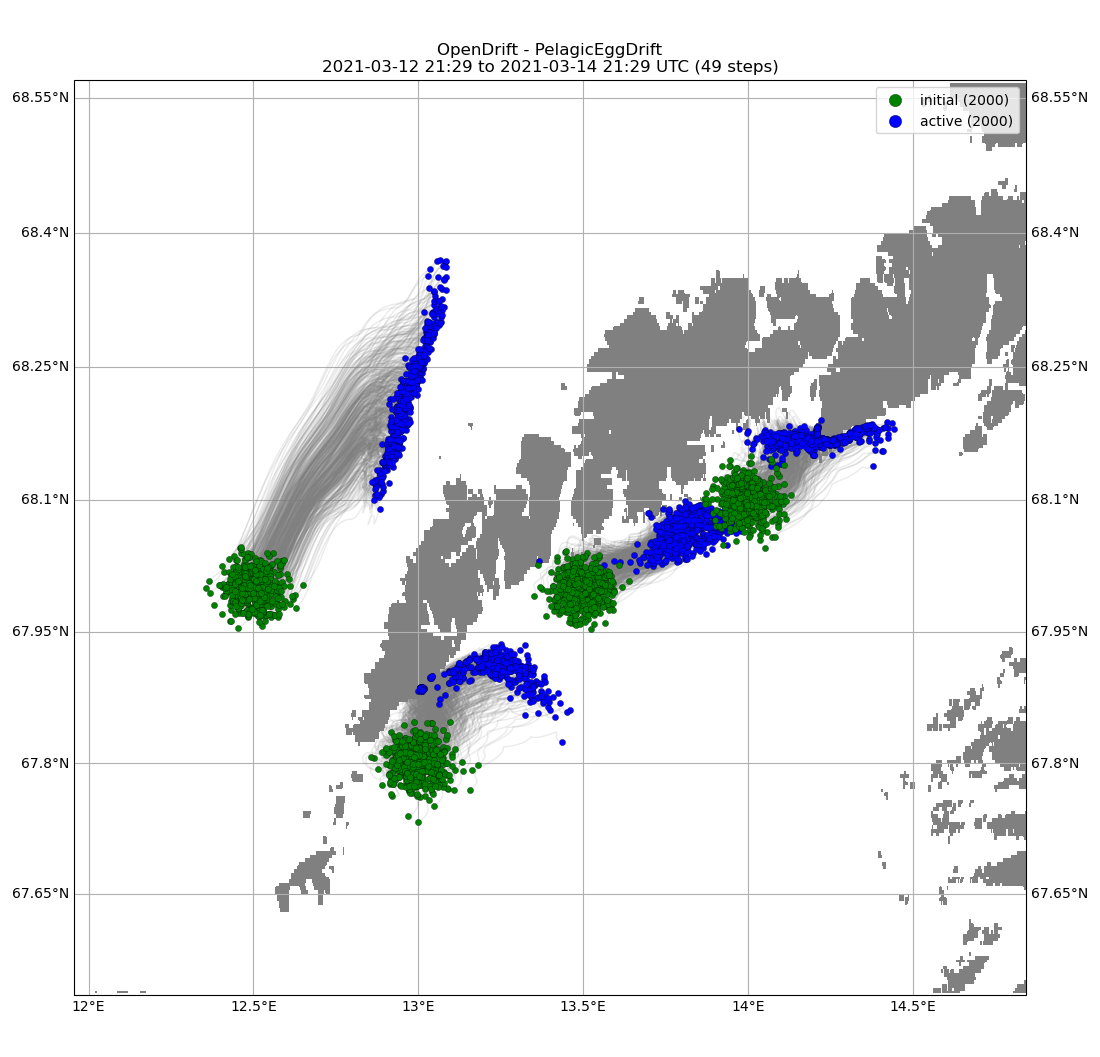 OpenDrift - PelagicEggDrift
2021-03-12 21:29 to 2021-03-14 21:29 UTC (49 steps)
initial (2000)
active (2000)
68.55°N
68.55°N
68.4°N
68.4°N
68.25°N
68.25°N
68.1°N
68.1°N
67.95°N
67.95°N
67.8°N
67.8°N
67.65°N
67.65°N
12°E
12.5°E
13°E
13.5°E
14°E
14.5°E